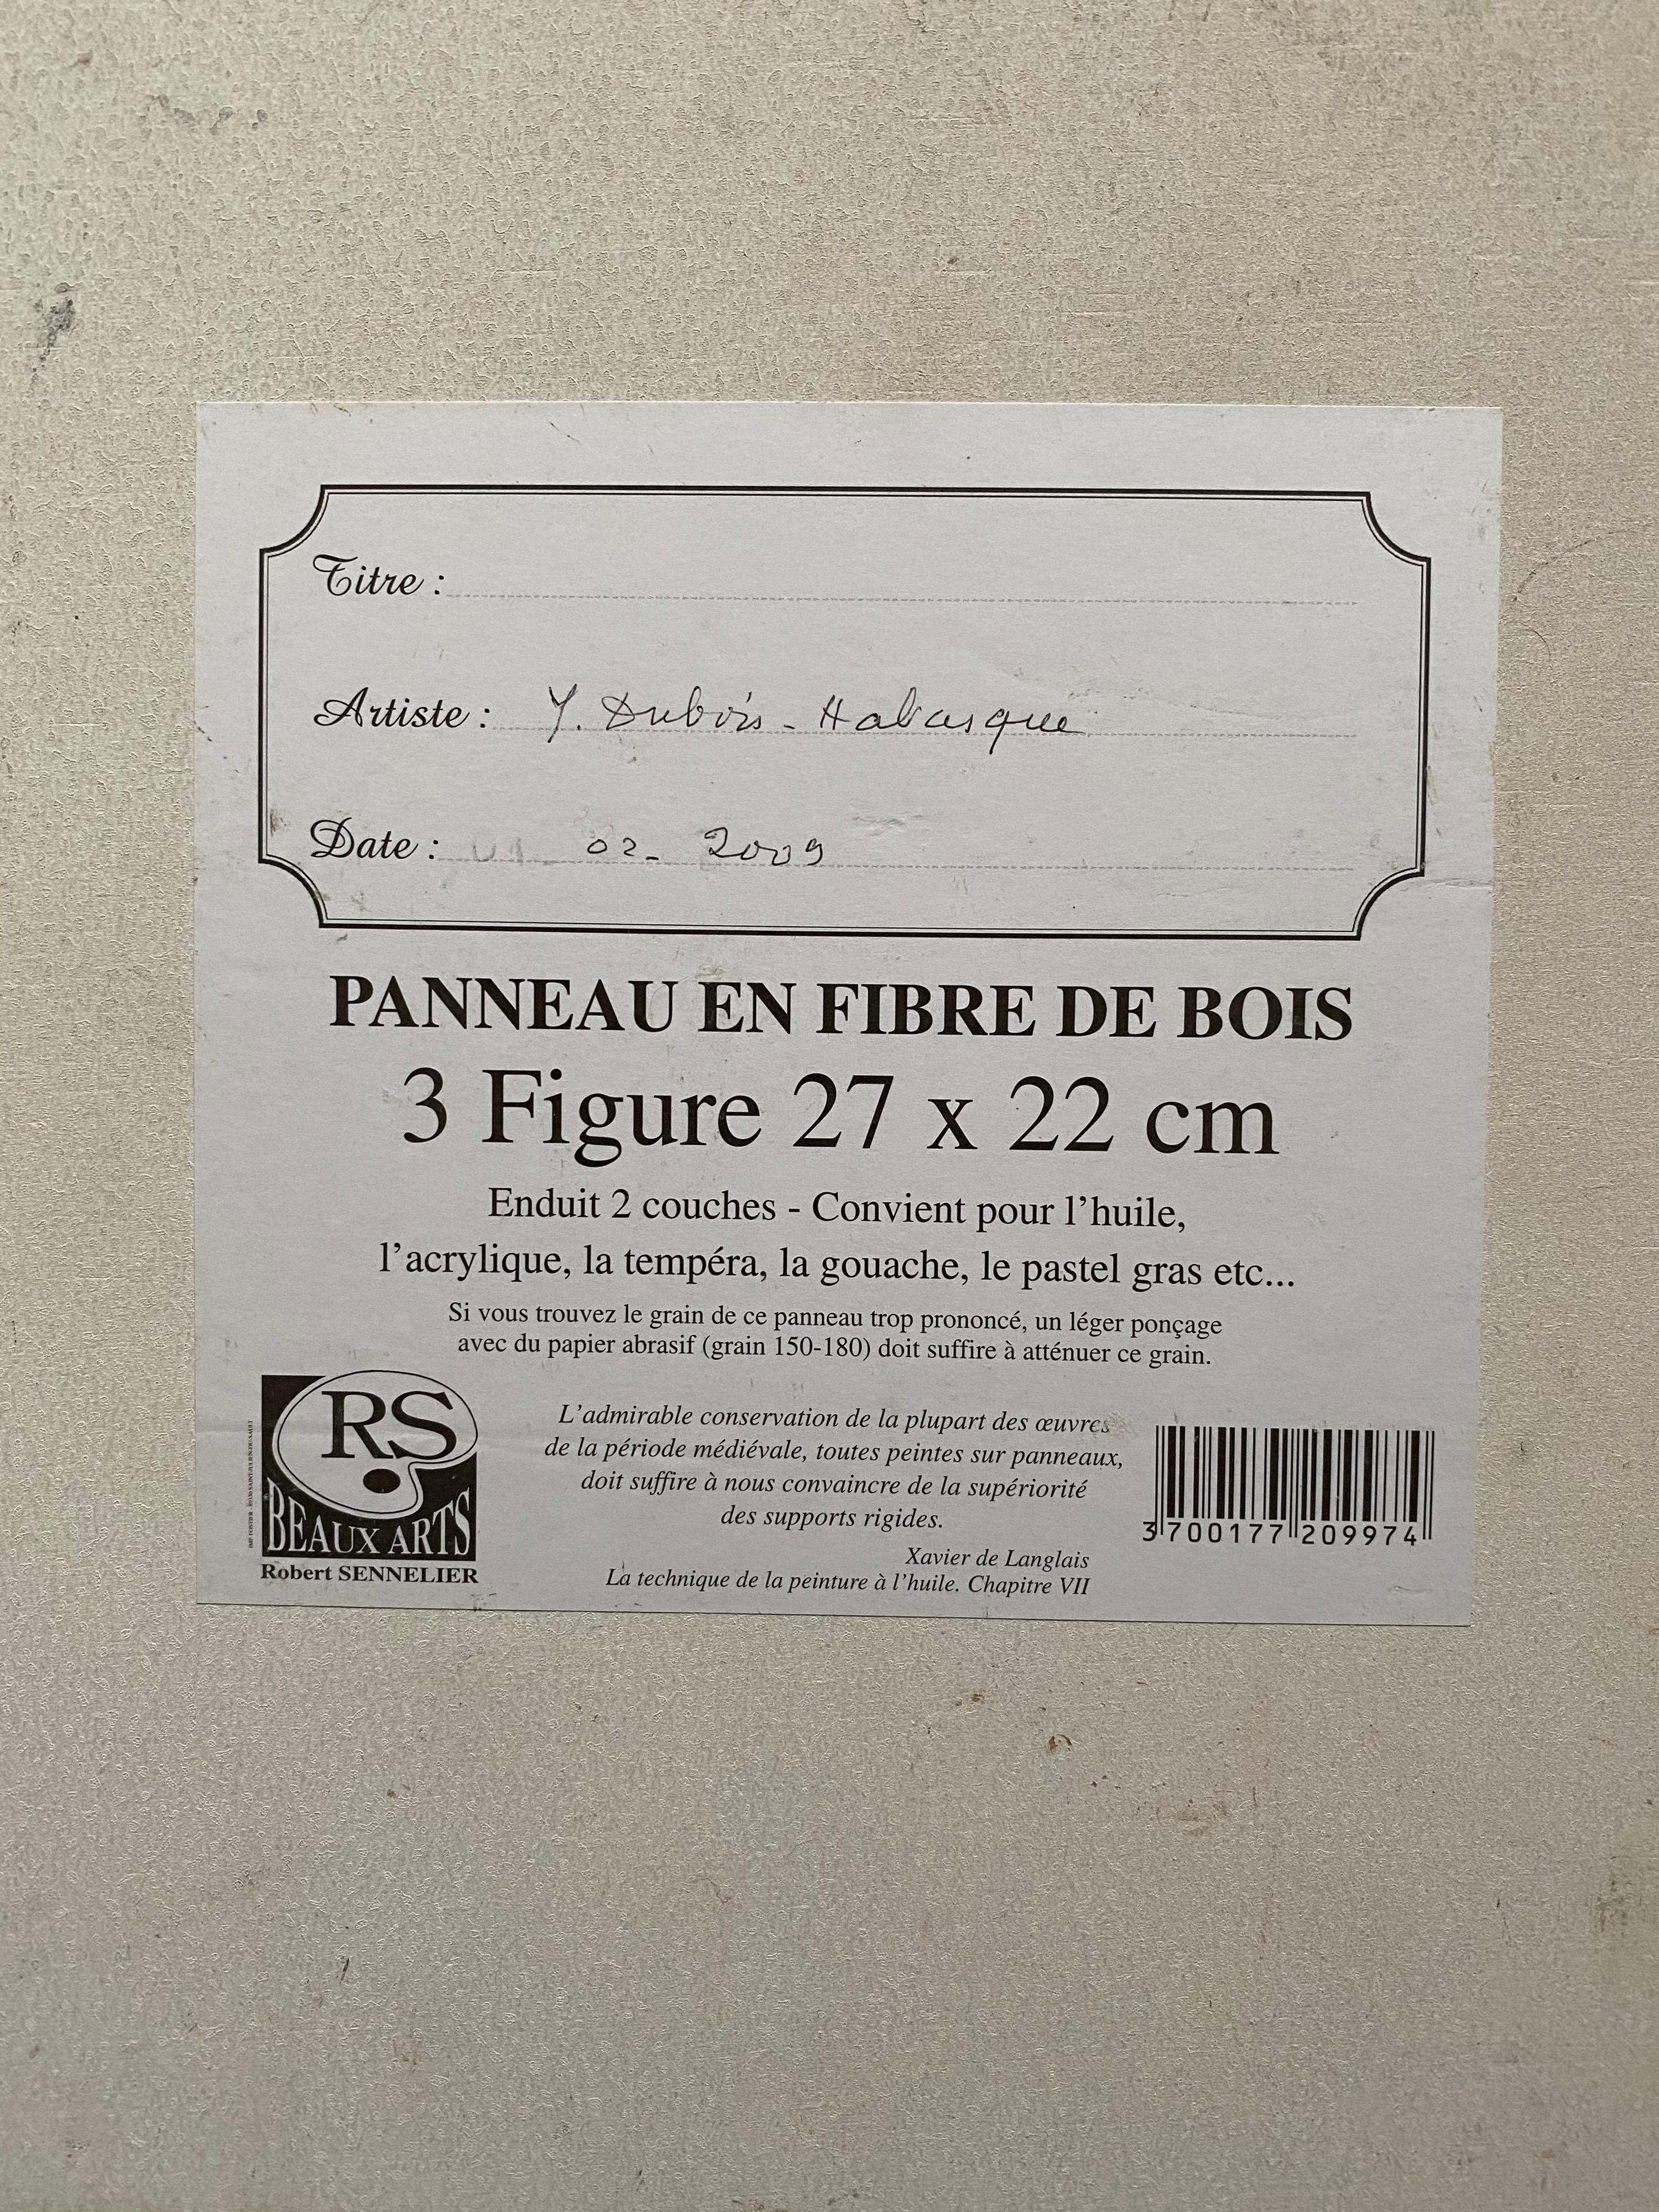 Titre :
Artiste : Y. Dubois - Habasque
Date : 01 - 02 - 2009
PANNEAU EN FIBRE DE BOIS
3 Figure 27 x 22 cm
Enduit 2 couches - Convient pour l'huile,
l'acrylique, la tempéra, la gouache, le pastel gras etc...
Si vous trouvez le grain de ce panneau trop prononcé, un léger ponçage
avec du papier abrasif (grain 150-180) doit suffire à atténuer ce grain.
RS
BEAUX ARTS
Robert SENNELIER
L'admirable conservation de la plupart des œuvres
de la période médiévale, toutes peintes sur panneaux,
doit suffire à nous convaincre de la supériorité
des supports rigides.
Xavier de Langlais
La technique de la peinture à l'huile. Chapitre VII
3 700177 209974